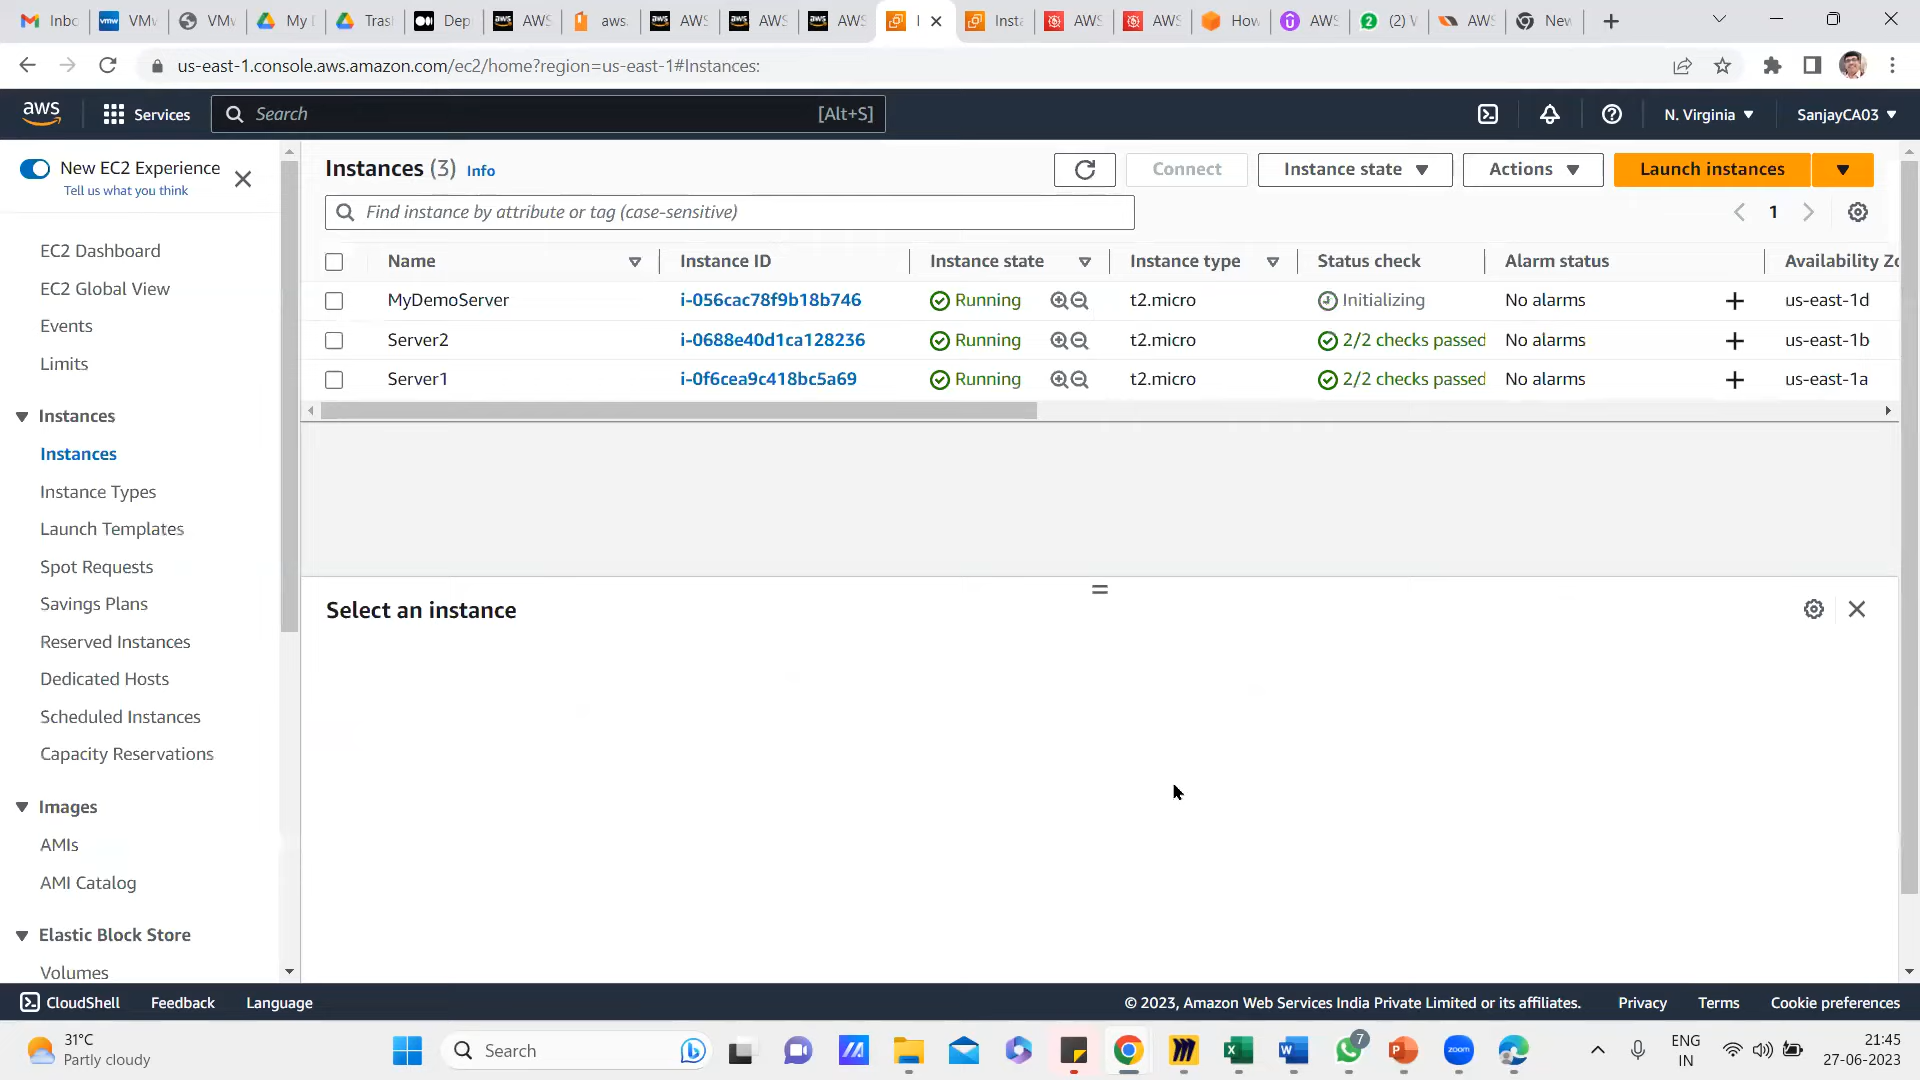 Inbc
VMw
VMw
My D
Trasl
Dep
AWS
aws.
AWS
AWS
AWS
I
Insta
AWS
AWS
How
AWS
(2) W
AWS
New
us-east-1.console.aws.amazon.com/ec2/home?region=us-east-1#Instances:
aws
Services
Search
[Alt+S]
N. Virginia
SanjayCA03
New EC2 Experience
Tell us what you think
EC2 Dashboard
EC2 Global View
Events
Limits
Instances
Instances
Instance Types
Launch Templates
Spot Requests
Savings Plans
Reserved Instances
Dedicated Hosts
Scheduled Instances
Capacity Reservations
Images
AMIs
AMI Catalog
Elastic Block Store
Volumes
Instances (3) Info
Connect
Instance state
Actions
Launch instances
Find instance by attribute or tag (case-sensitive)
1
Name Instance ID Instance state Instance type Status check Alarm status Availability Zo
MyDemoServer i-056cac78f9b18b746 Running t2.micro Initializing No alarms + us-east-1d
Server2 i-0688e40d1ca128236 Running t2.micro 2/2 checks passed No alarms + us-east-1b
Server1 i-0f6cea9c418bc5a69 Running t2.micro 2/2 checks passed No alarms + us-east-1a
Select an instance
CloudShell Feedback Language
© 2023, Amazon Web Services India Private Limited or its affiliates. Privacy Terms Cookie preferences
31°C
Partly cloudy
Search
7
zoom
ENG
IN
21:45
27-06-2023